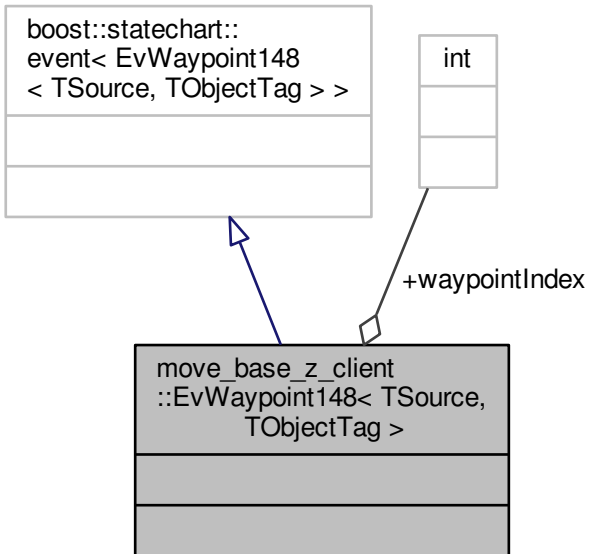 boost::statechart::
event< EvWaypoint148
< TSource, TObjectTag > >
int
+waypointIndex
move_base_z_client
::EvWaypoint148< TSource,
TObjectTag >